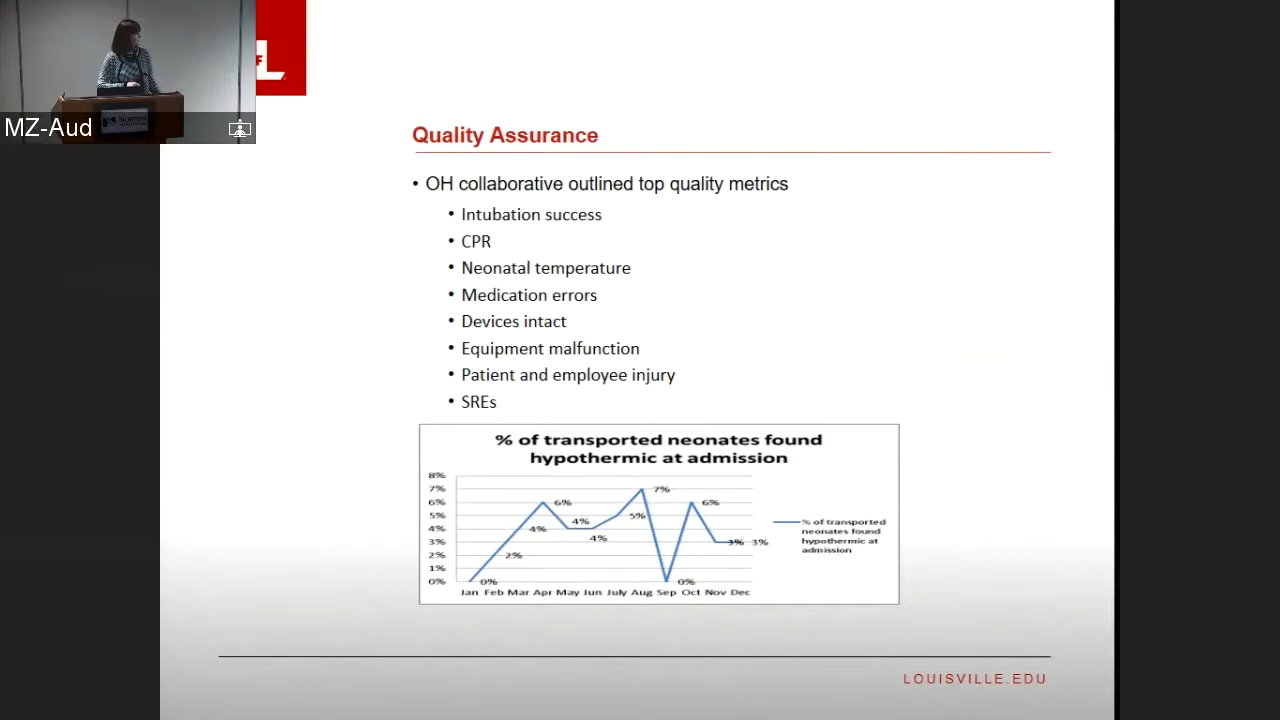 MZ-Aud
NORTON
F
L
Quality Assurance
• OH collaborative outlined top quality metrics
• Intubation success
• CPR
• Neonatal temperature
• Medication errors
• Devices intact
• Equipment malfunction
• Patient and employee injury
• SREs
% of transported neonates found
hypothermic at admission
8%
7%
6%
5%
4%
3%
2%
1%
0%
0%
2%
4%
6%
4%
4%
5%
7%
0%
6%
3%
3%
Jan Feb Mar Apr May Jun July Aug Sep Oct Nov Dec
% of transported
neonates found
hypothermic at
admission
LOUISVILLE.EDU